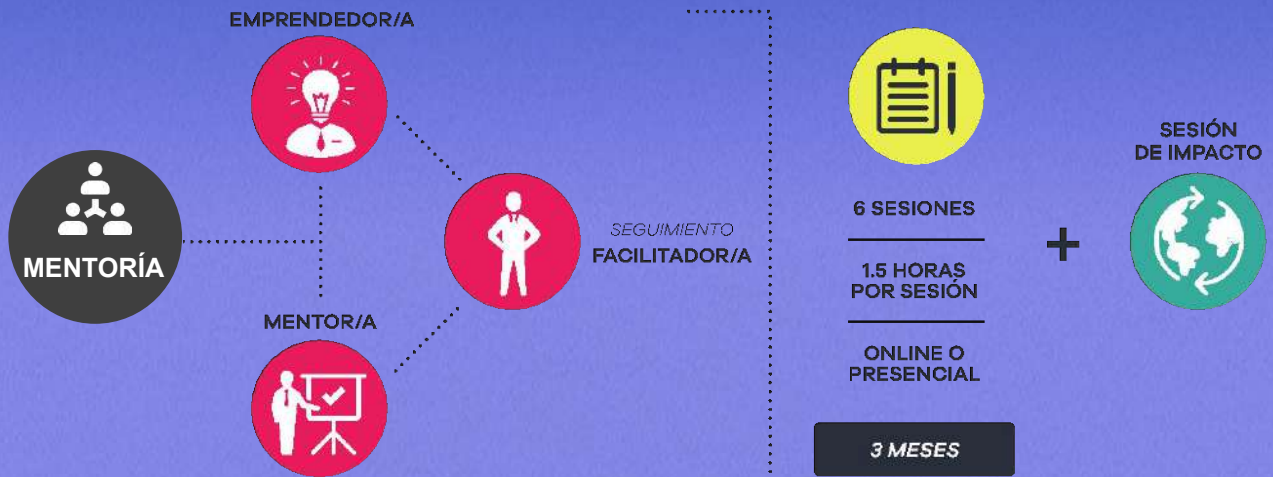 EMPRENDEDOR/A
MENTORÍA
SEGUIMIENTO
FACILITADOR/A
MENTOR/A
6 SESIONES
1.5 HORAS
POR SESIÓN
ONLINE O
PRESENCIAL
3 MESES
+
SESIÓN
DE IMPACTO